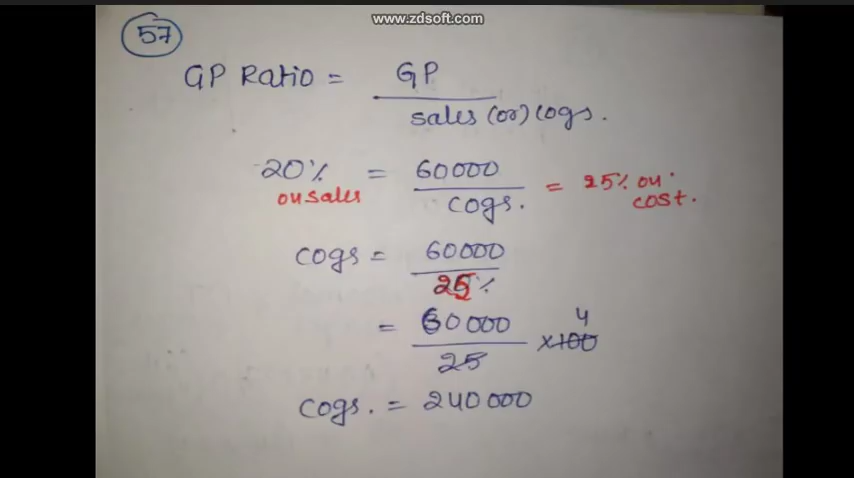 www.zdsoft.com
57
GP Ratio = GP
sales (or) cogs.
20% = 60000 = 25% on
on sales cogs. cost.
cogs = 60000
25%
= 60000 4
25 x100
cogs. = 240000